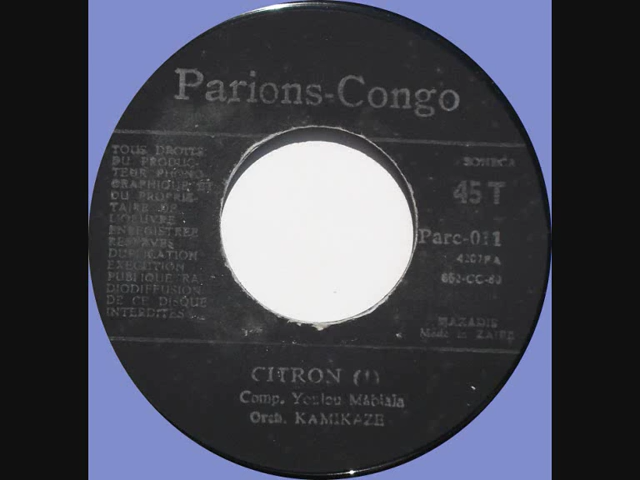 Parions-Congo
TOUS DROITS
DU PRODUC-
TEUR PHONO
GRAPHIQUE ET
DU PROPRIE-
TAIRE DE
L'OEUVRE
ENREGISTREE
RESERVES
DUPLICATION
EXECUTION
PUBLIQUE RA-
DIODIFFUSION
DE CE DISQUE
INTERDITES
SONECA
45 T
Parc-011
MAZADIS
Made in ZAIRE
CITRON (1)
Comp. Youlou Mabiala
Orch. KAMIKAZE